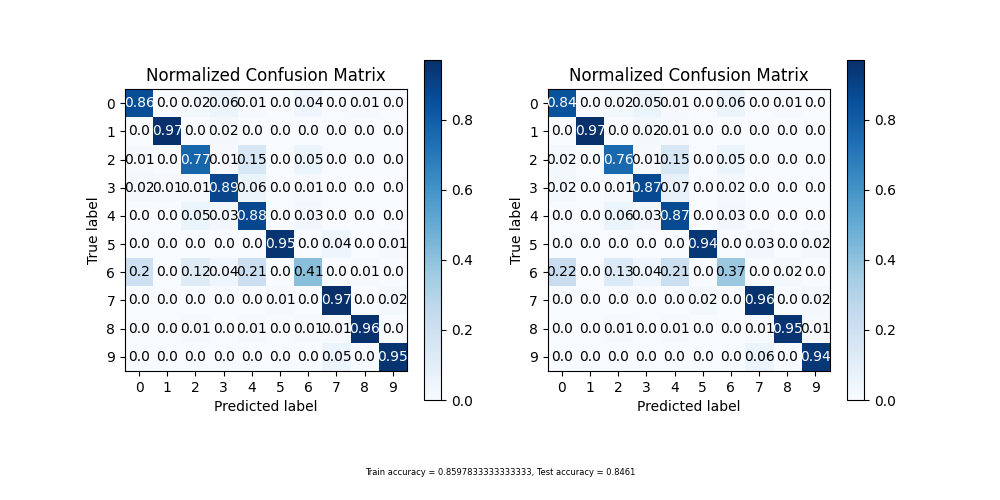 Normalized Confusion Matrix
0 0.86 0.0 0.02 0.06 0.01 0.0 0.04 0.0 0.01 0.0
1 0.0 0.97 0.0 0.02 0.0 0.0 0.0 0.0 0.0 0.0
2 0.01 0.0 0.77 0.01 0.15 0.0 0.05 0.0 0.0 0.0
3 0.02 0.01 0.01 0.89 0.06 0.0 0.01 0.0 0.0 0.0
4 0.0 0.0 0.05 0.03 0.88 0.0 0.03 0.0 0.0 0.0
5 0.0 0.0 0.0 0.0 0.0 0.95 0.0 0.04 0.0 0.01
6 0.2 0.0 0.12 0.04 0.21 0.0 0.41 0.0 0.01 0.0
7 0.0 0.0 0.0 0.0 0.0 0.01 0.0 0.97 0.0 0.02
8 0.0 0.0 0.01 0.0 0.01 0.0 0.01 0.01 0.96 0.0
9 0.0 0.0 0.0 0.0 0.0 0.0 0.0 0.05 0.0 0.95
0 1 2 3 4 5 6 7 8 9
True label
Predicted label
0.8
0.6
0.4
0.2
0.0
Normalized Confusion Matrix
0 0.84 0.0 0.02 0.05 0.01 0.0 0.06 0.0 0.01 0.0
1 0.0 0.97 0.0 0.02 0.01 0.0 0.0 0.0 0.0 0.0
2 0.02 0.0 0.76 0.01 0.15 0.0 0.05 0.0 0.0 0.0
3 0.02 0.0 0.01 0.87 0.07 0.0 0.02 0.0 0.0 0.0
4 0.0 0.0 0.06 0.03 0.87 0.0 0.03 0.0 0.0 0.0
5 0.0 0.0 0.0 0.0 0.0 0.94 0.0 0.03 0.0 0.02
6 0.22 0.0 0.13 0.04 0.21 0.0 0.37 0.0 0.02 0.0
7 0.0 0.0 0.0 0.0 0.0 0.02 0.0 0.96 0.0 0.02
8 0.0 0.0 0.01 0.0 0.01 0.0 0.0 0.01 0.95 0.01
9 0.0 0.0 0.0 0.0 0.0 0.0 0.0 0.06 0.0 0.94
0 1 2 3 4 5 6 7 8 9
True label
Predicted label
0.8
0.6
0.4
0.2
0.0
Train accuracy = 0.8597833333333333, Test accuracy = 0.8461